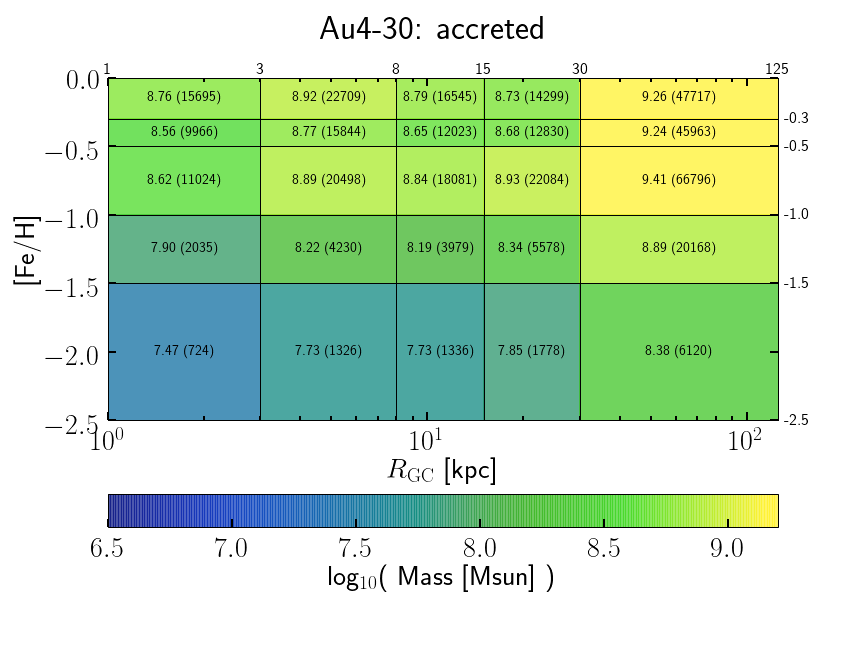 Au4-30: accreted
1 3 8 15 30 125
0.0
8.76 (15695) 8.92 (22709) 8.79 (16545) 8.73 (14299) 9.26 (47717)
-0.3
8.56 (9966) 8.77 (15844) 8.65 (12023) 8.68 (12830) 9.24 (45963)
−0.5 -0.5
8.62 (11024) 8.89 (20498) 8.84 (18081) 8.93 (22084) 9.41 (66796)
−1.0 -1.0
[Fe/H]
7.90 (2035) 8.22 (4230) 8.19 (3979) 8.34 (5578) 8.89 (20168)
−1.5 -1.5
7.47 (724) 7.73 (1326) 7.73 (1336) 7.85 (1778) 8.38 (6120)
−2.0
−2.5 -2.5
10⁰ 10¹ 10²
R_GC [kpc]
6.5 7.0 7.5 8.0 8.5 9.0
log₁₀( Mass [Msun] )